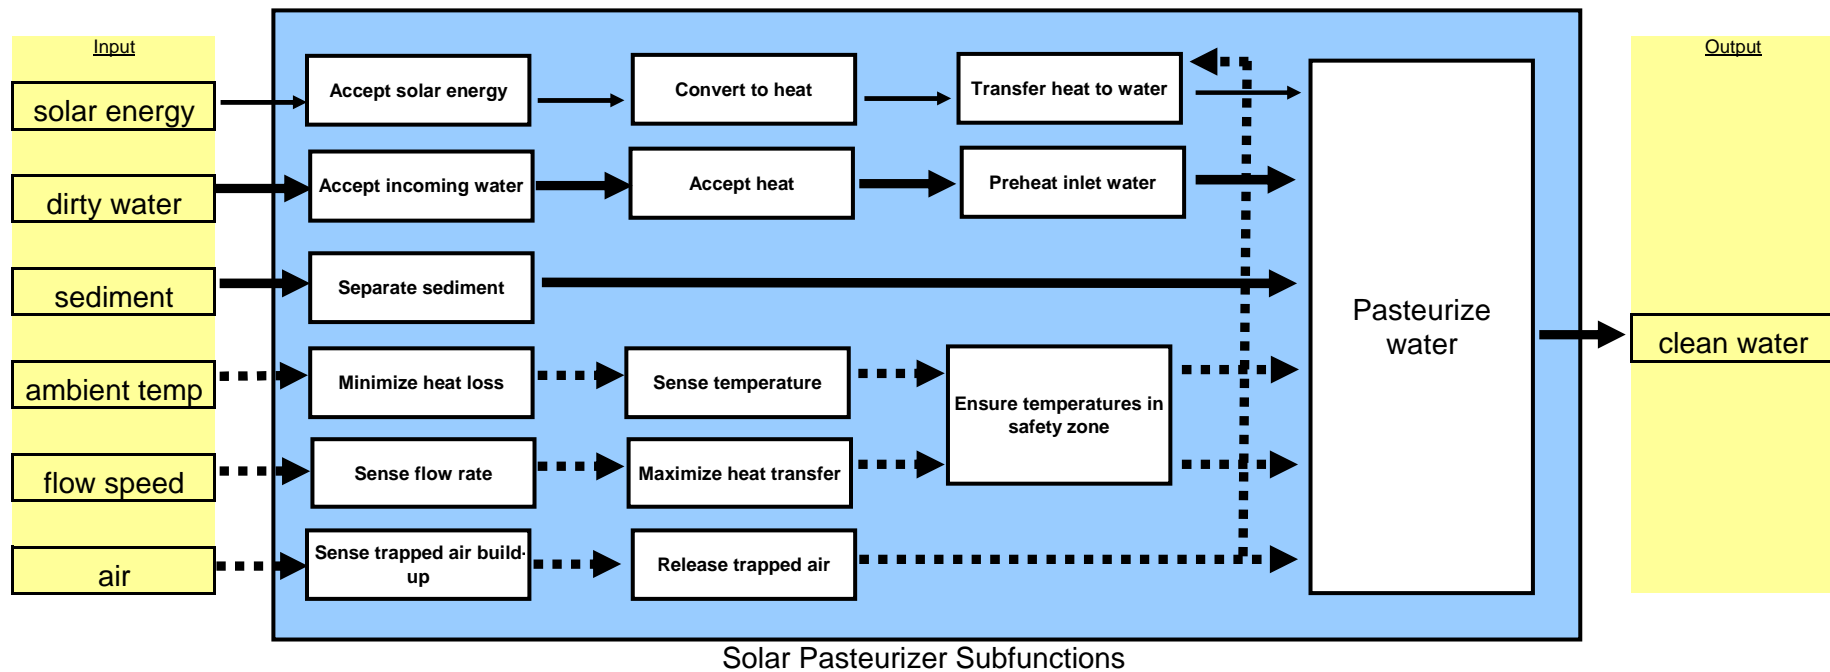 Input
Output
solar energy
Accept solar energy
Convert to heat
Transfer heat to water
dirty water
Accept incoming water
Accept heat
Preheat inlet water
sediment
Separate sediment
Pasteurize
water
clean water
ambient temp
Minimize heat loss
Sense temperature
Ensure temperatures in
safety zone
flow speed
Sense flow rate
Maximize heat transfer
air
Sense trapped air build-
up
Release trapped air
Solar Pasteurizer Subfunctions